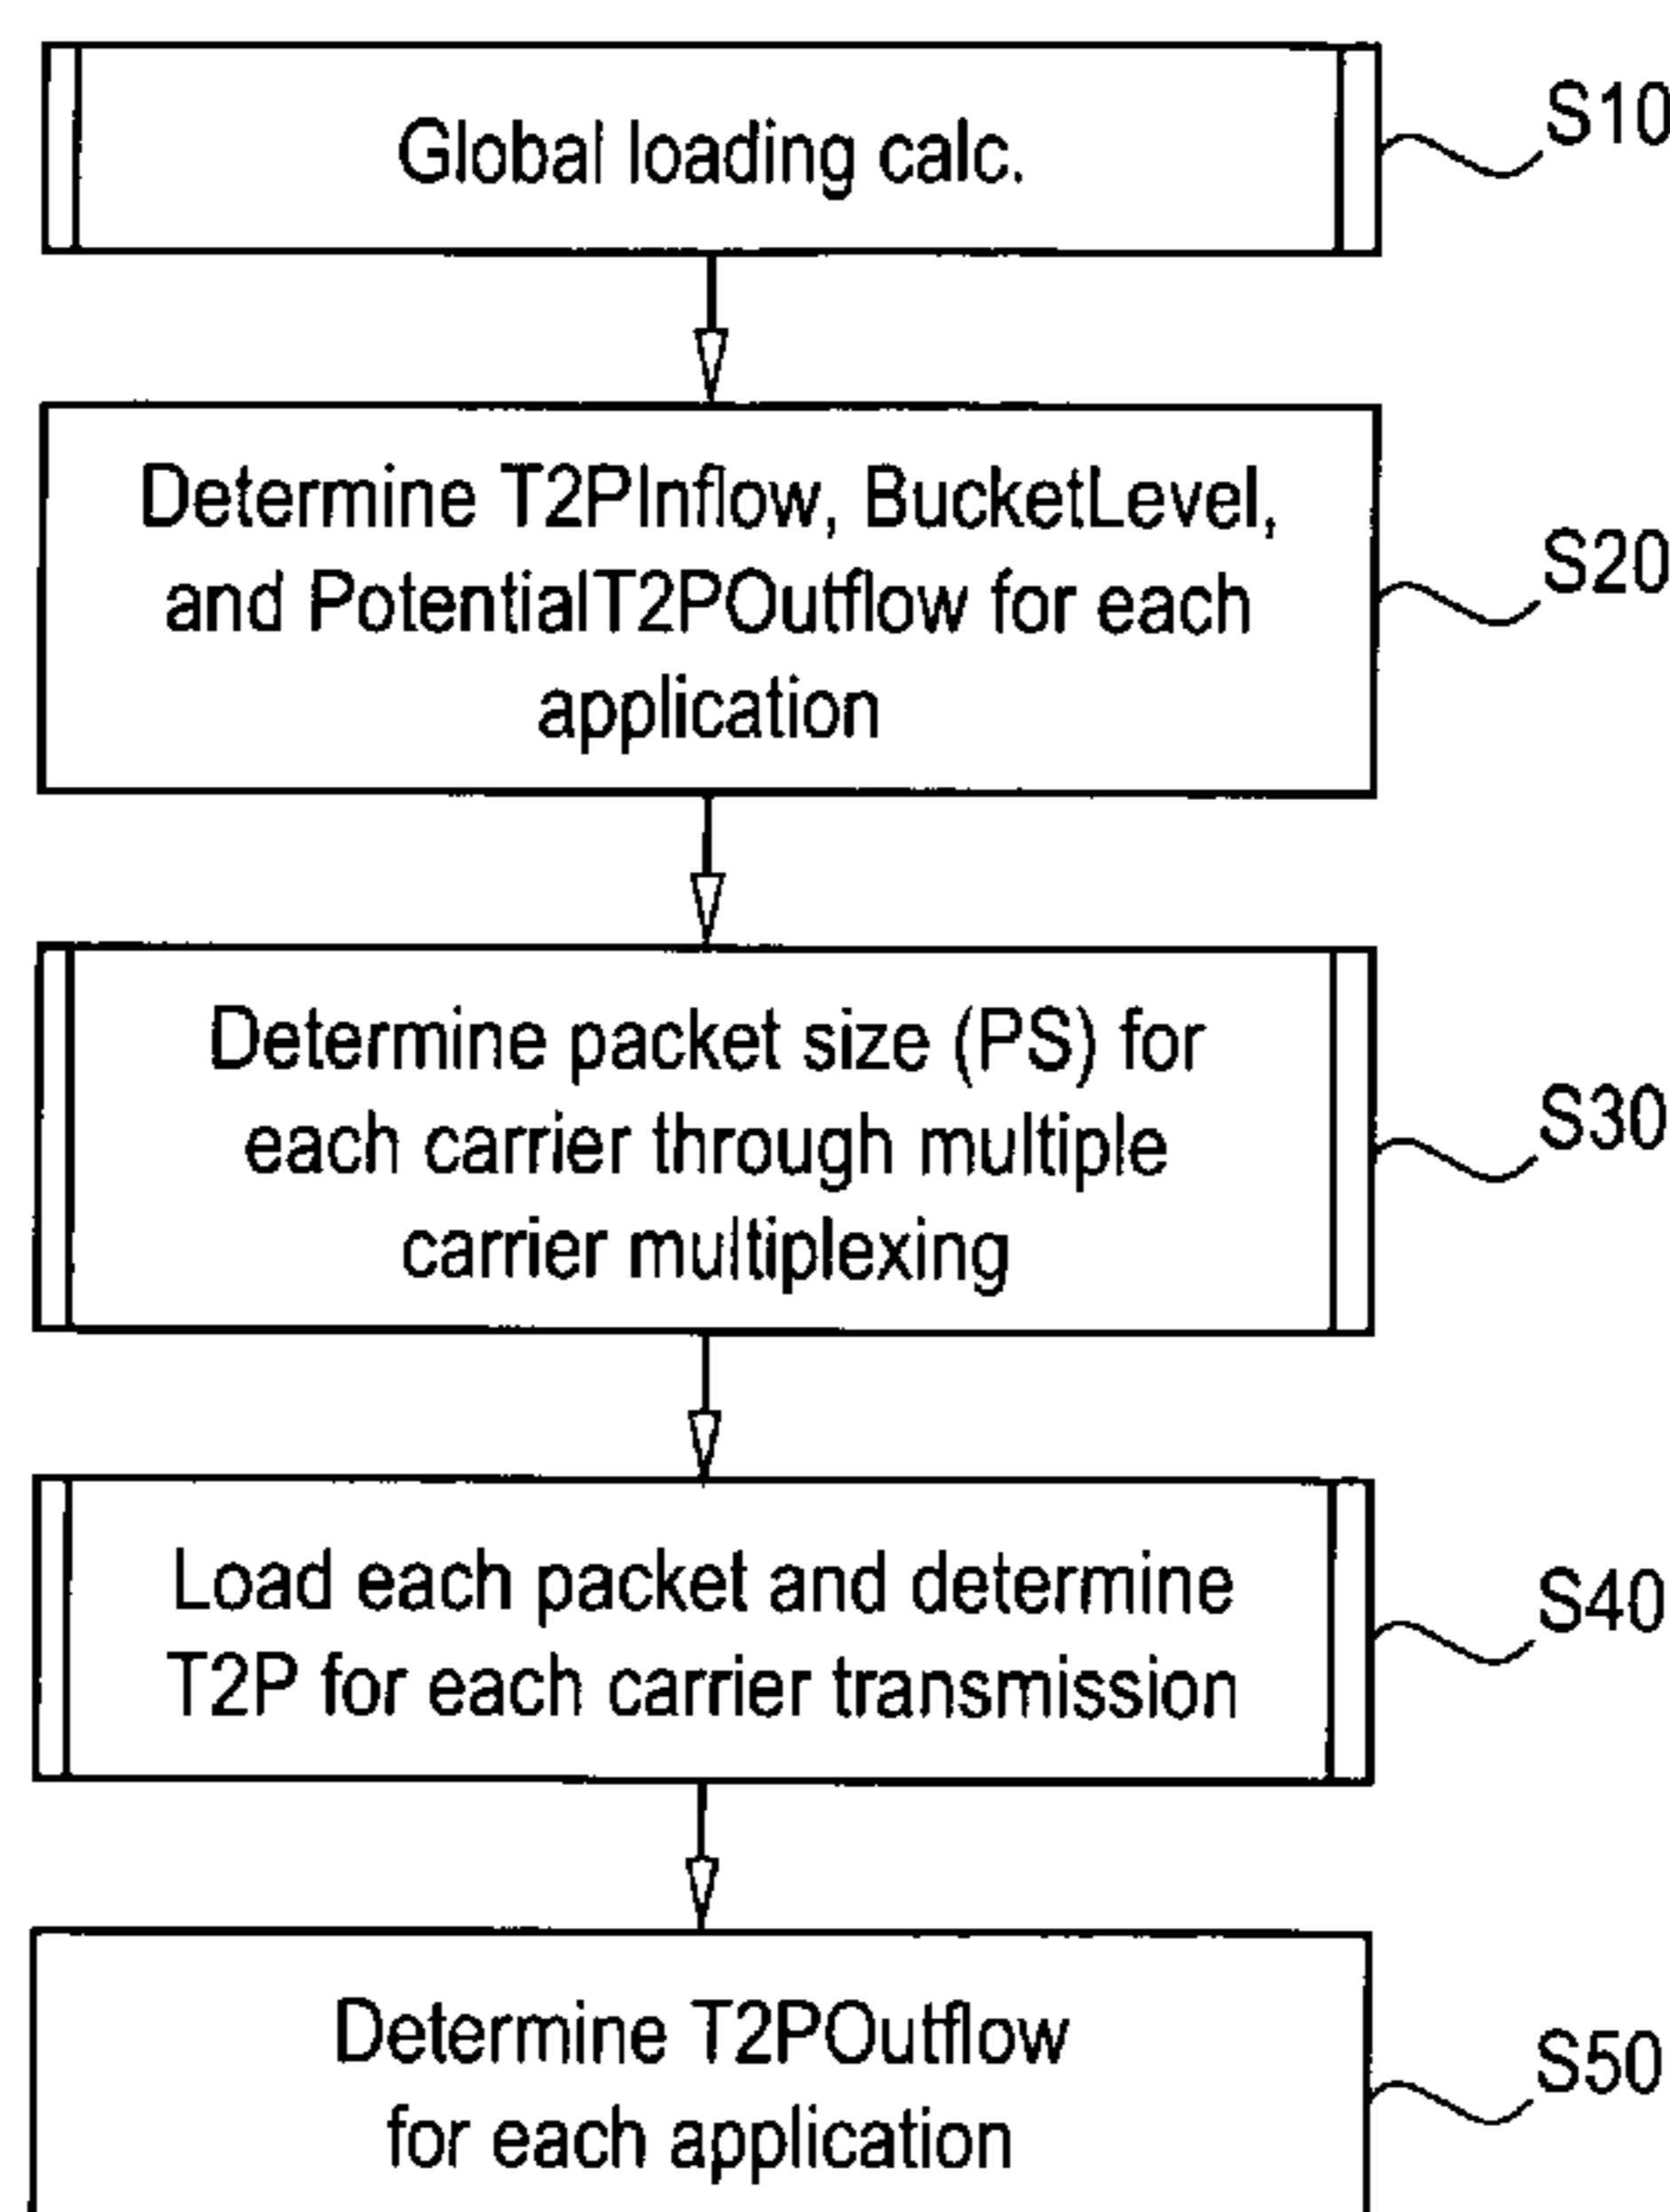 Global loading calc.
S10
Determine T2PInflow, BucketLevel,
and PotentialT2POutflow for each
application
S20
Determine packet size (PS) for
each carrier through multiple
carrier multiplexing
S30
Load each packet and determine
T2P for each carrier transmission
S40
Determine T2POutflow
for each application
S50